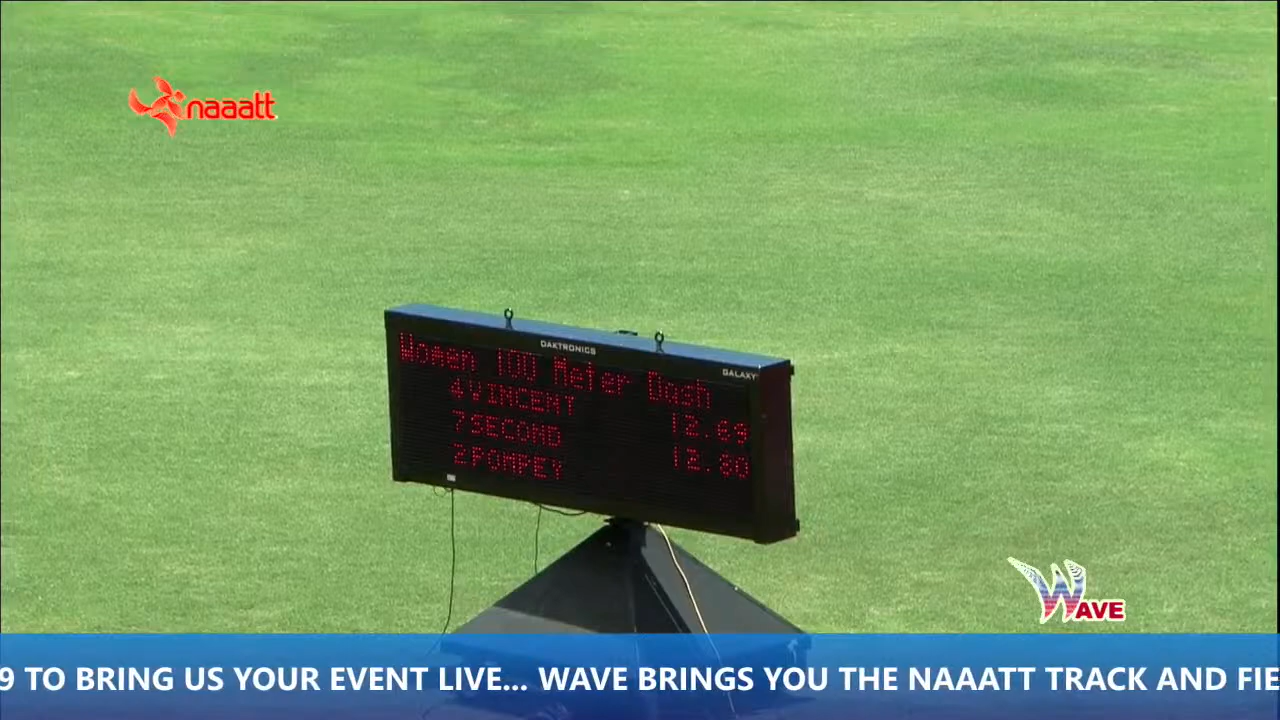 naaatt
DAKTRONICS
GALAXY
Women 100 Meter Dash
4VINCENT
7SECOND 12.69
2POMPEY 12.80
WAVE
9 TO BRING US YOUR EVENT LIVE... WAVE BRINGS YOU THE NAAATT TRACK AND FIE